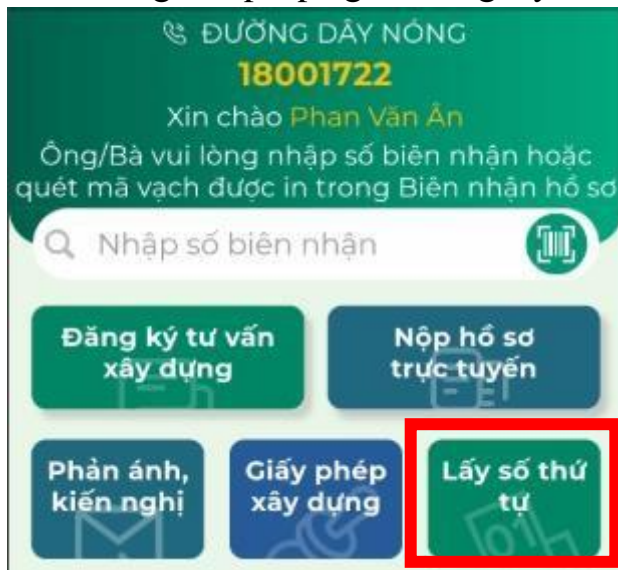 ĐƯỜNG DÂY NÓNG
18001722
Xin chào Phan Văn Ân
Ông/Bà vui lòng nhập số biên nhận hoặc
quét mã vạch được in trong Biên nhận hồ sơ
Nhập số biên nhận
Đăng ký tư vấn
xây dựng
Nộp hồ sơ
trực tuyến
Phản ánh,
kiến nghị
Giấy phép
xây dựng
Lấy số thứ
tự
01